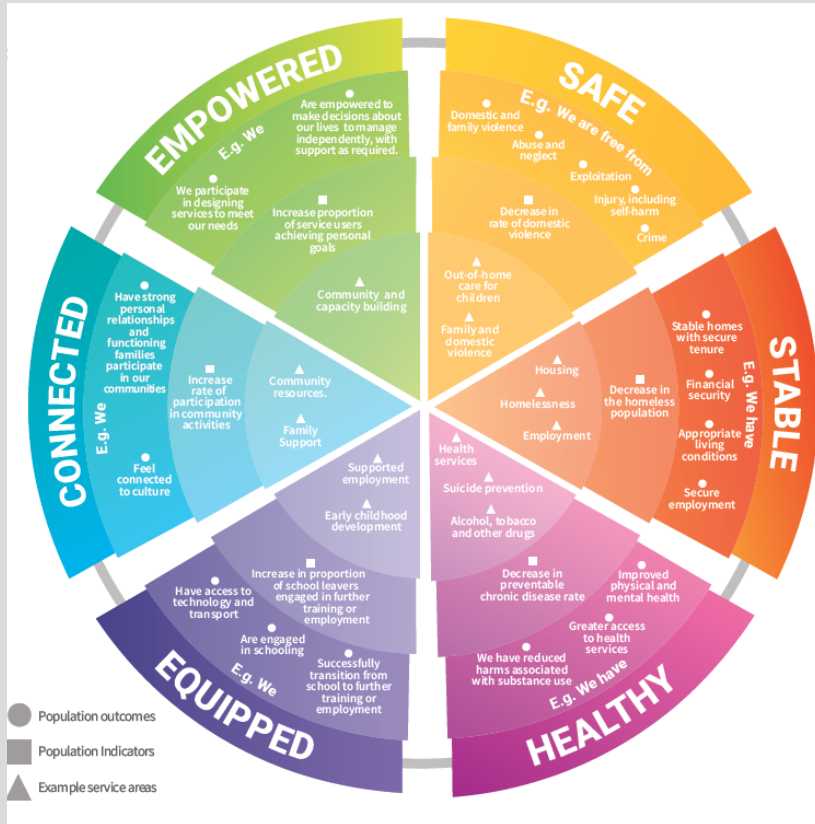 EMPOWERED
E.g. We
Are empowered to
make decisions about
our lives to manage
independently, with
support as required.
We participate
in designing
services to meet
our needs
Increase proportion
of service users
achieving personal
goals
Community and
capacity building
SAFE
E.g. We are free from
Domestic and
family violence
Abuse and
neglect
Exploitation
Injury, including
self-harm
Crime
Decrease in
rate of domestic
violence
Out-of-home
care for
children
Family and
domestic
violence
STABLE
E.g. We have
Stable homes
with secure
tenure
Financial
security
Appropriate
living
conditions
Secure
employment
Decrease in
the homeless
population
Housing
Homelessness
Employment
HEALTHY
E.g. We have
Health
services
Suicide prevention
Alcohol, tobacco
and other drugs
Decrease in
preventable
chronic disease rate
Improved
physical and
mental health
Greater access
to health
services
We have reduced
harms associated
with substance use
EQUIPPED
E.g. We
Supported
employment
Early childhood
development
Increase in proportion
of school leavers
engaged in further
training or
employment
Have access to
technology and
transport
Are engaged
in schooling
Successfully
transition from
school to further
training or
employment
CONNECTED
E.g. We
Have strong
personal
relationships
and
functioning
families
participate
in our
communities
Feel
connected
to culture
Increase
rate of
participation
in community
activities
Community
resources.
Family
Support
Population outcomes
Population Indicators
Example service areas